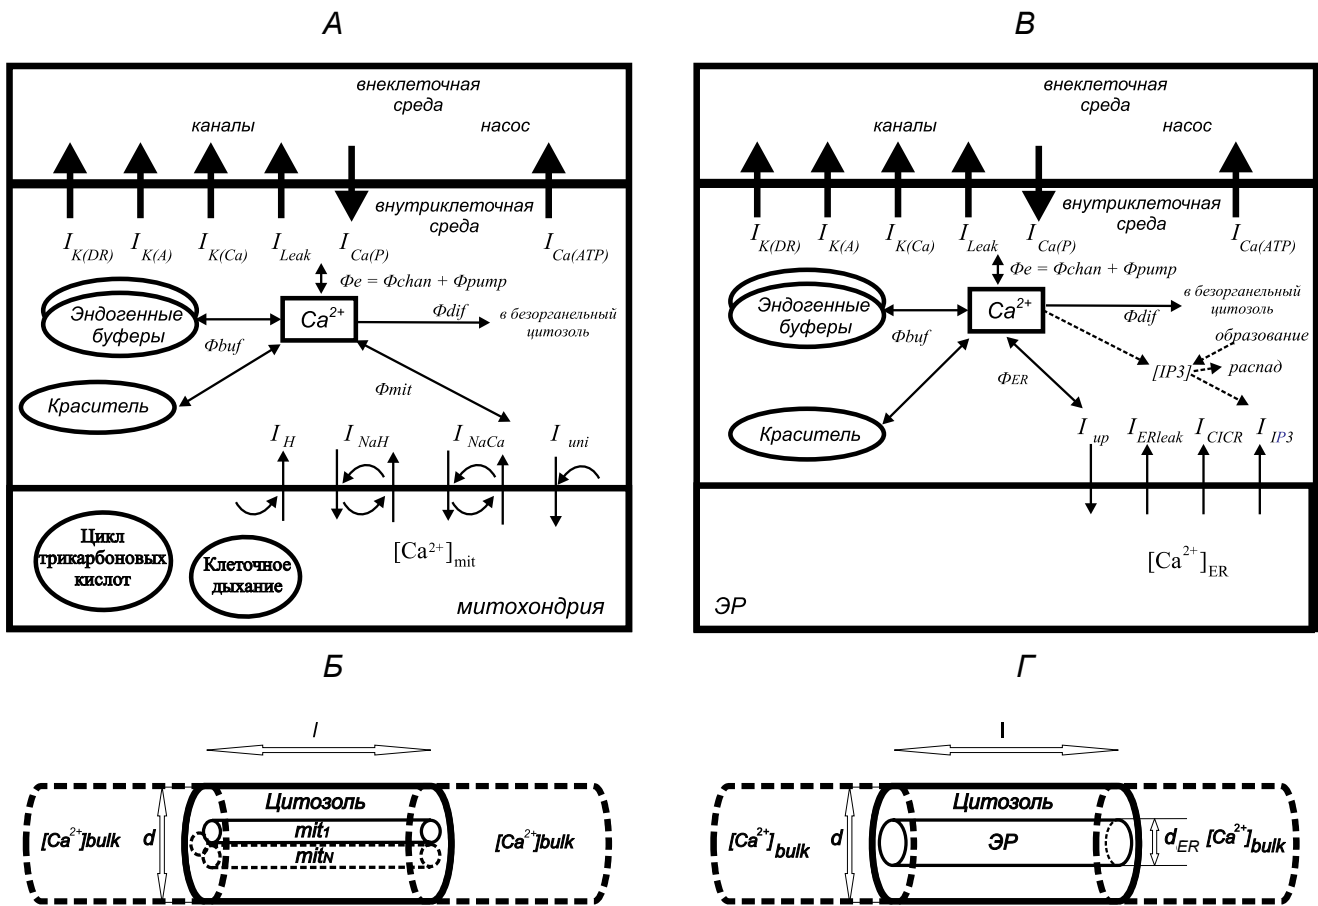 А
внеклеточная
среда
каналы
насос
внутриклеточная
среда
I K(DR)
I K(A)
I K(Ca)
I Leak
I Ca(P)
I Ca(ATP)
Φe = Φchan + Φpump
Эндогенные
буферы
Ca2+
Φdif
в безорганельный
цитозоль
Φbuf
Φmit
Краситель
I H
I NaH
I NaCa
I uni
Цикл
трикарбоновых
кислот
Клеточное
дыхание
[Ca2+]mit
митохондрия
В
внеклеточная
среда
каналы
насос
внутриклеточная
среда
I K(DR)
I K(A)
I K(Ca)
I Leak
I Ca(P)
I Ca(ATP)
Φe = Φchan + Φpump
Эндогенные
буферы
Ca2+
Φdif
в безорганельный
цитозоль
Φbuf
образование
[IP3]
распад
ΦER
Краситель
I up
I ERleak
I CICR
I IP3
[Ca2+]ER
ЭР
Б
l
Цитозоль
[Ca2+]bulk
d
mit1
mitN
[Ca2+]bulk
Г
l
Цитозоль
[Ca2+]bulk
d
ЭР
dER
[Ca2+]bulk